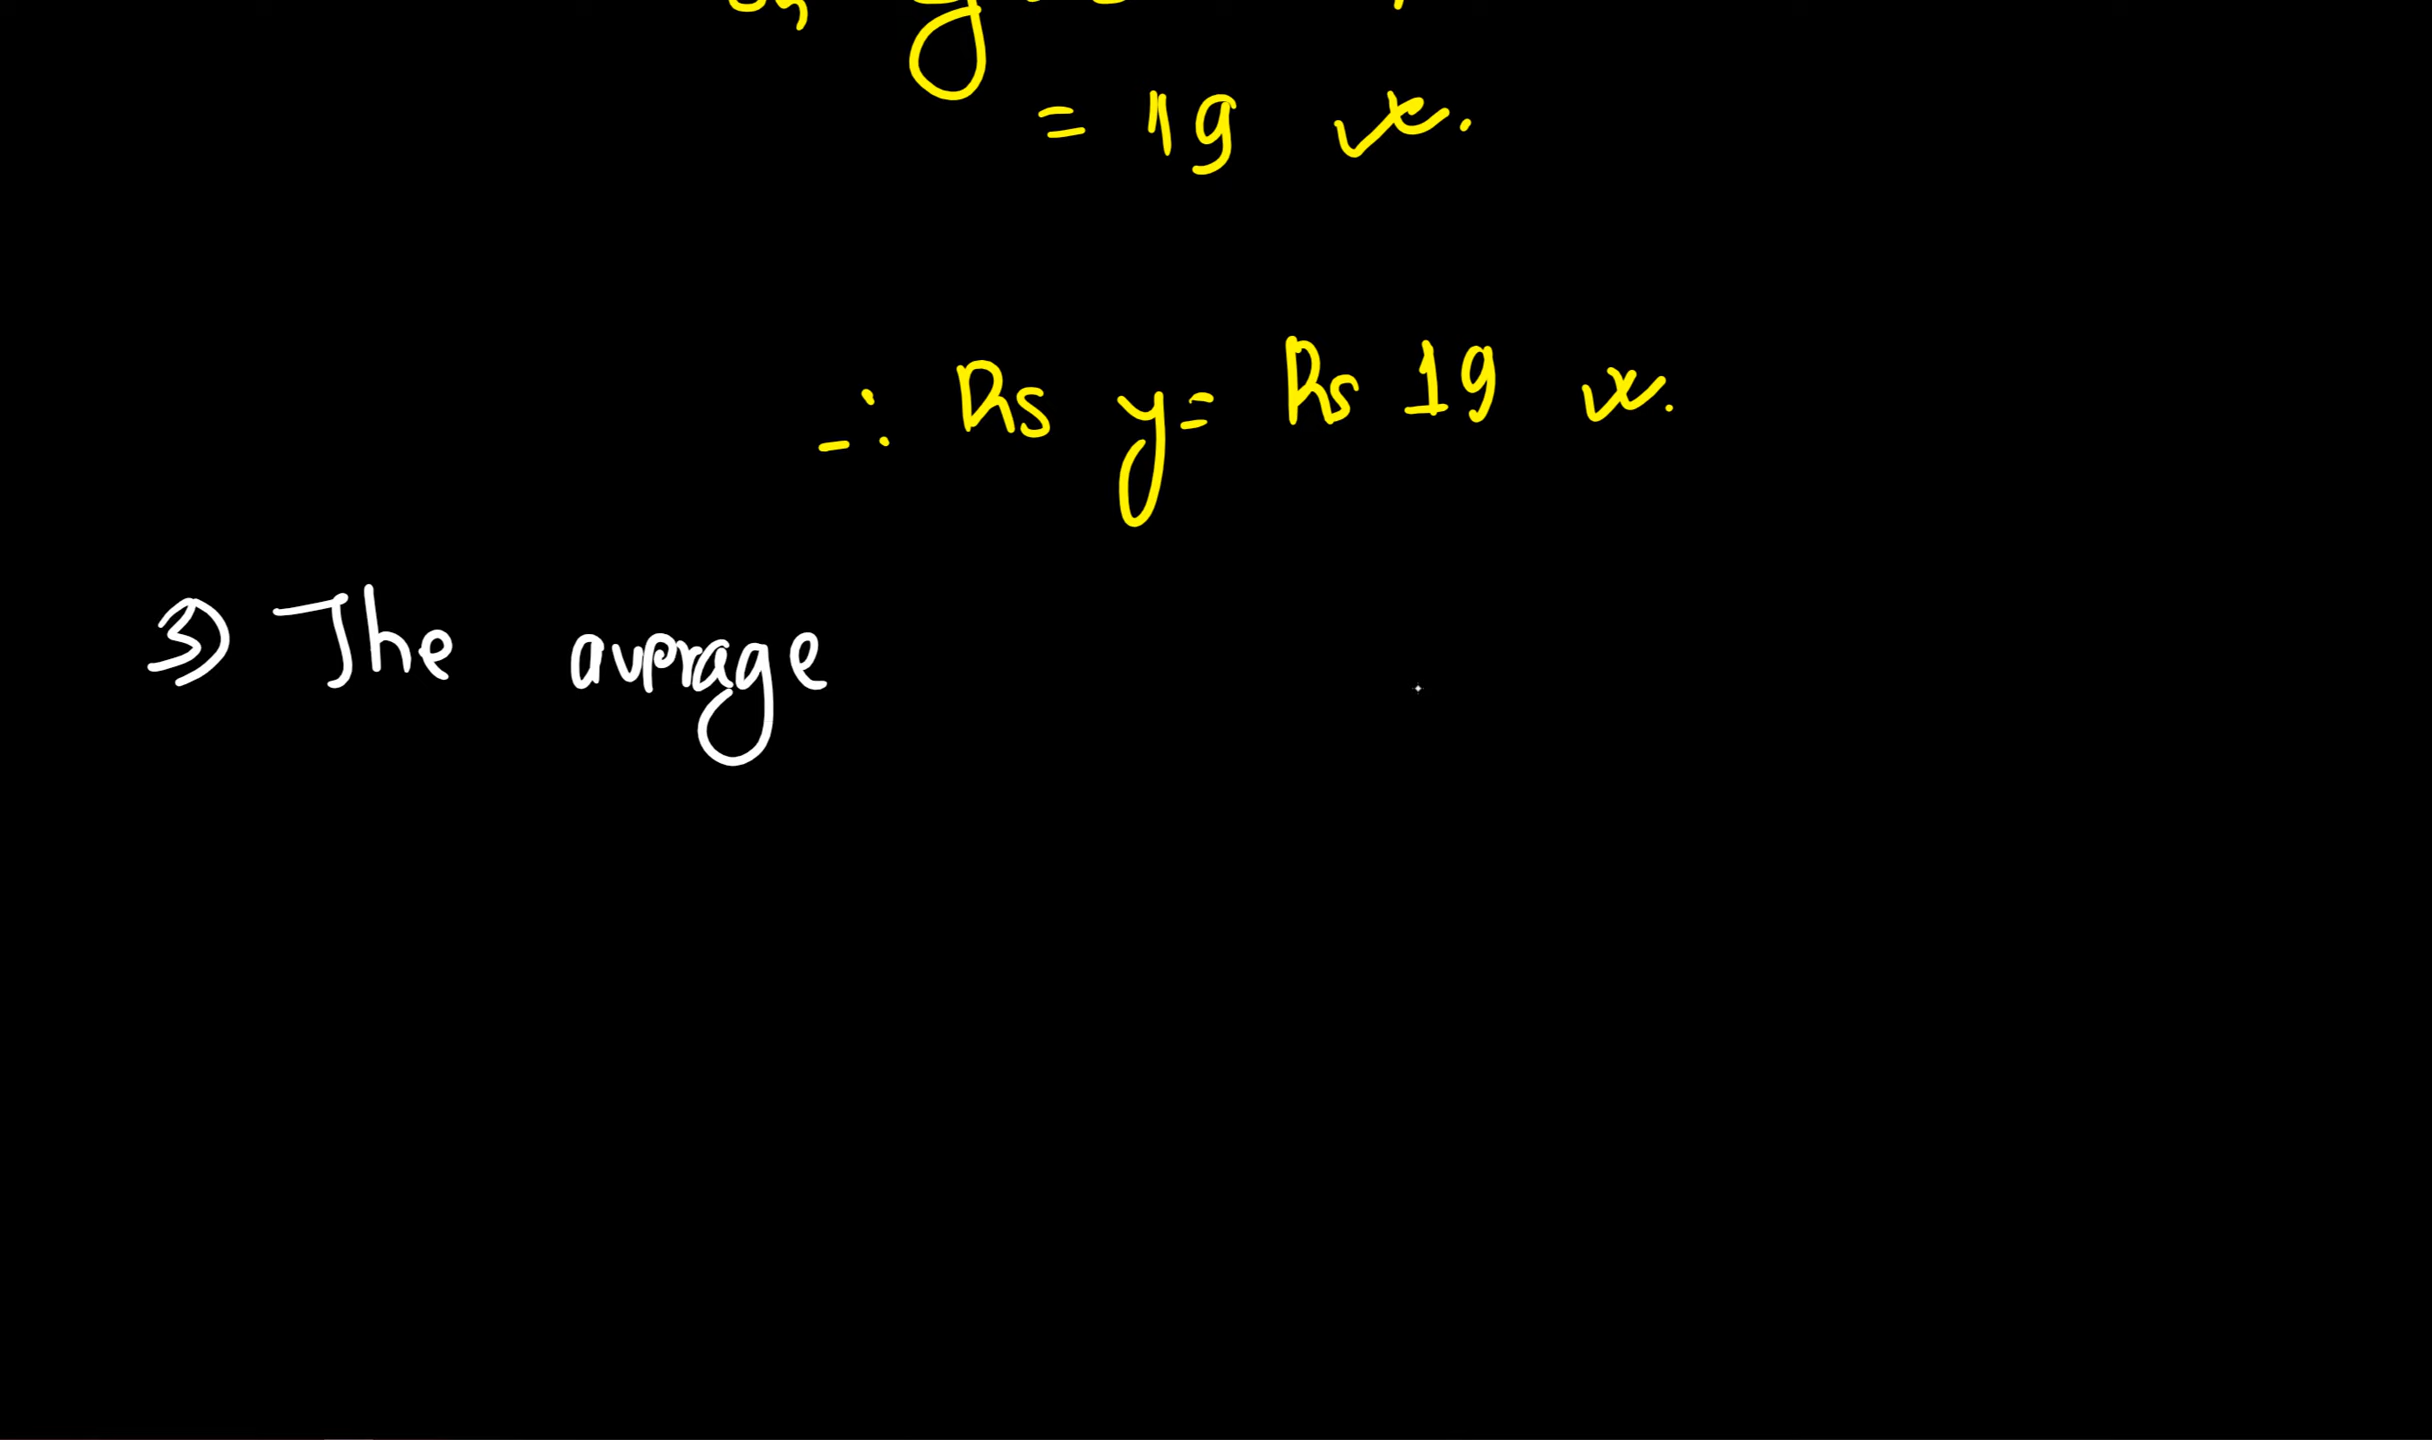 = 19
∴ Rs y = Rs 19
3) The average